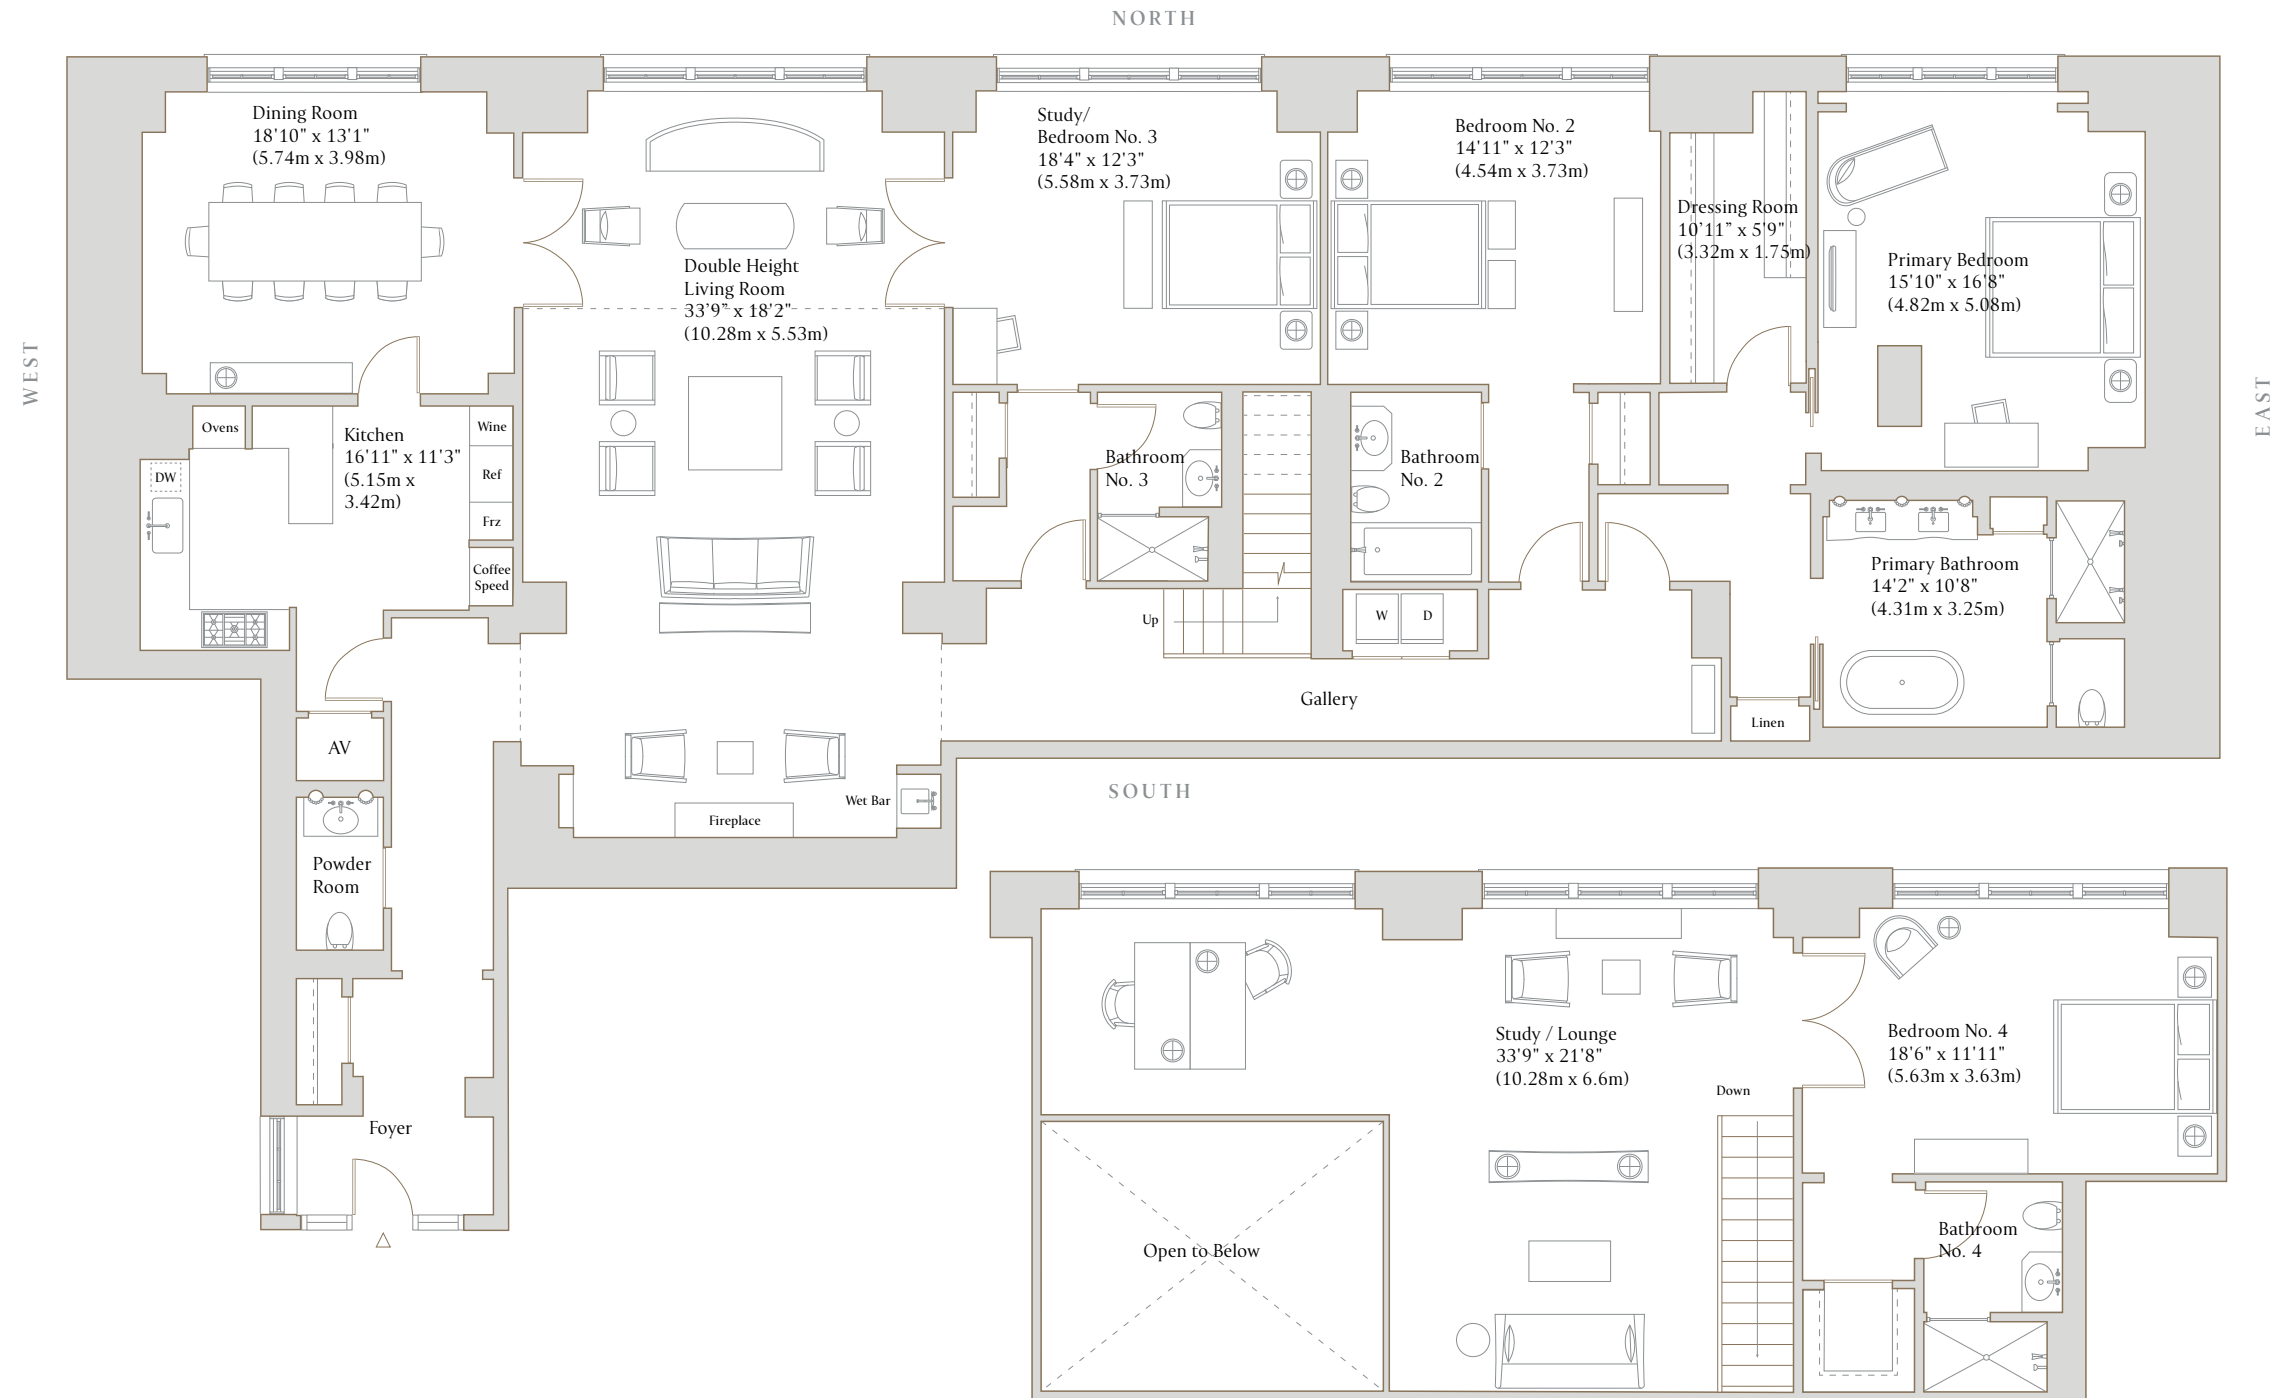 NORTH
Dining Room
18'10" x 13'1"
(5.74m x 3.98m)
Study/
Bedroom No. 3
18'4" x 12'3"
(5.58m x 3.73m)
Bedroom No. 2
14'11" x 12'3"
(4.54m x 3.73m)
Dressing Room
10'11" x 5'9"
(3.32m x 1.75m)
Primary Bedroom
15'10" x 16'8"
(4.82m x 5.08m)
Double Height
Living Room
33'9" x 18'2"
(10.28m x 5.53m)
WEST
EAST
Ovens
Kitchen
16'11" x 11'3"
(5.15m x
3.42m)
Wine
Ref
Frz
Coffee
Speed
DW
Bathroom
No. 3
Bathroom
No. 2
Primary Bathroom
14'2" x 10'8"
(4.31m x 3.25m)
Up
W
D
Gallery
Linen
AV
Powder
Room
Wet Bar
Fireplace
SOUTH
Foyer
Study / Lounge
33'9" x 21'8"
(10.28m x 6.6m)
Down
Bedroom No. 4
18'6" x 11'11"
(5.63m x 3.63m)
Open to Below
Bathroom
No. 4